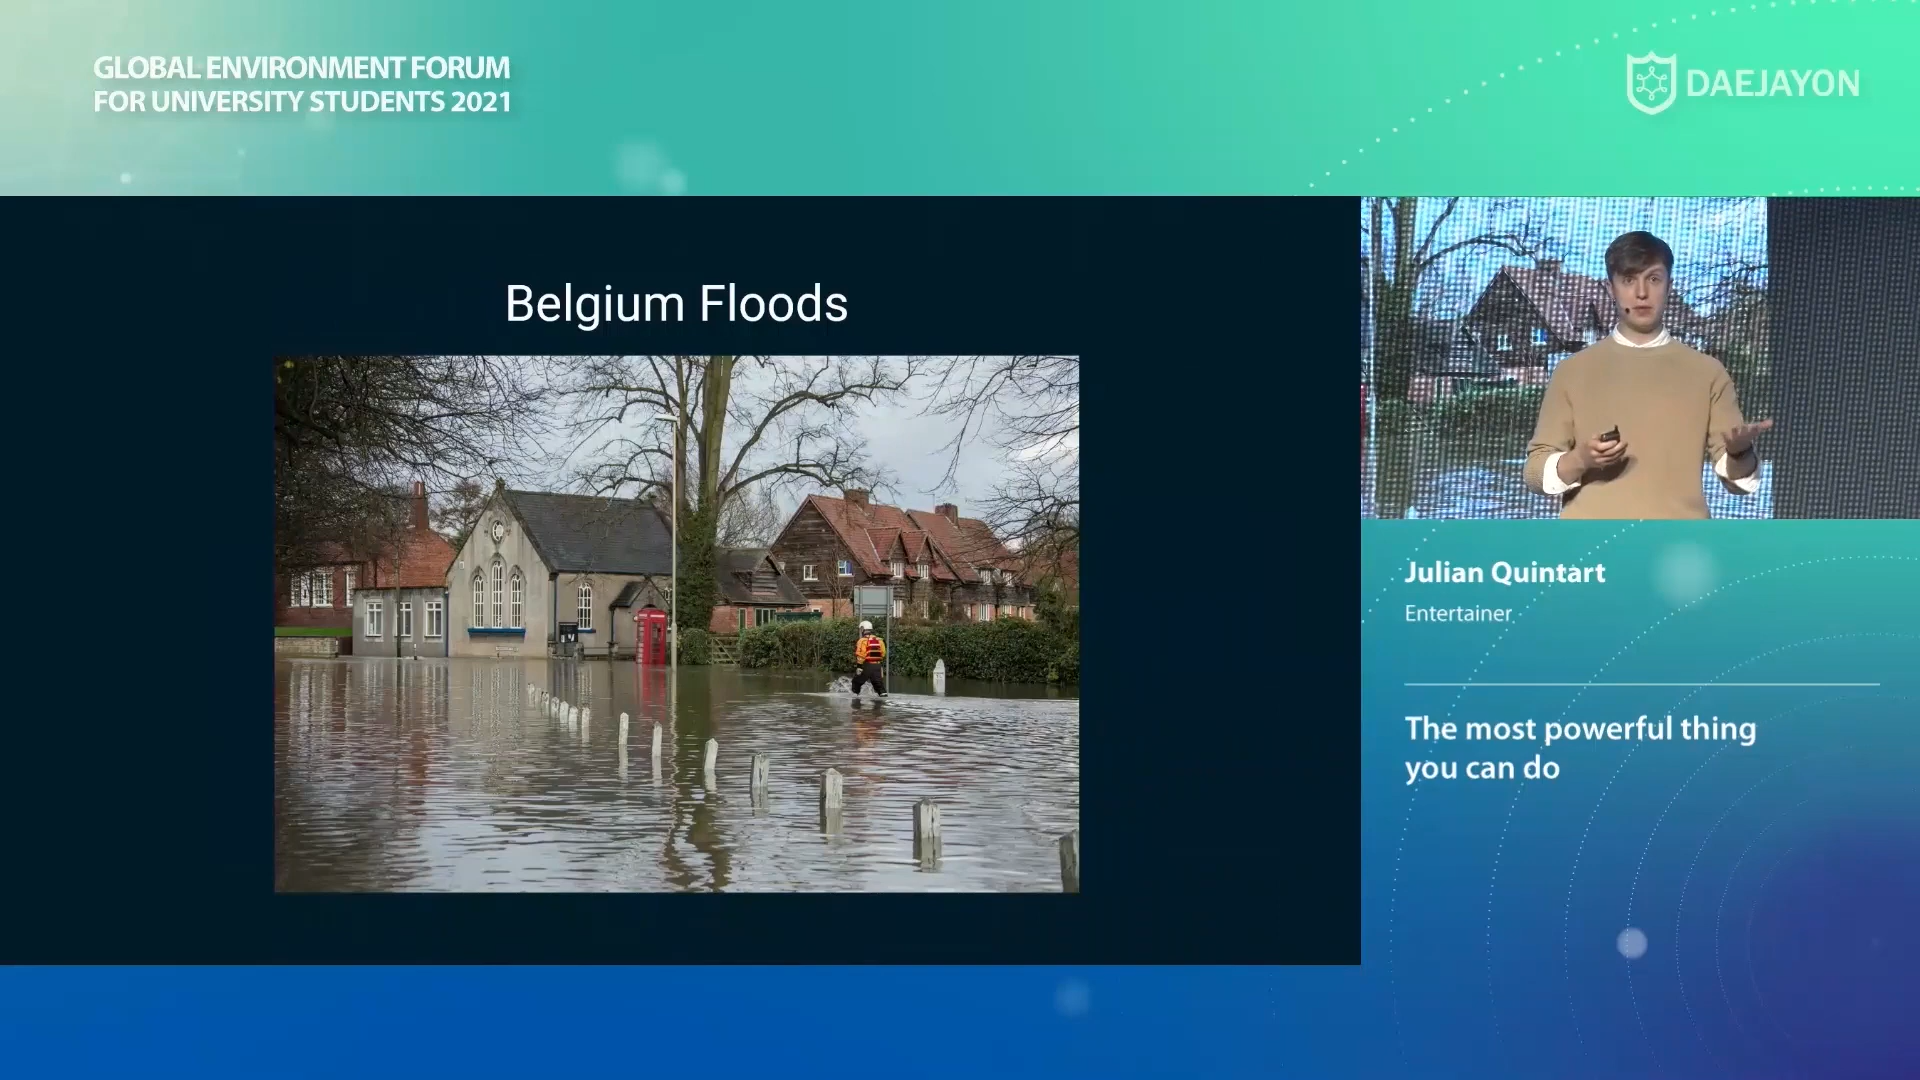 GLOBAL ENVIRONMENT FORUM
FOR UNIVERSITY STUDENTS 2021
DAEJAYON
Belgium Floods
Julian Quintart
Entertainer
The most powerful thing
you can do